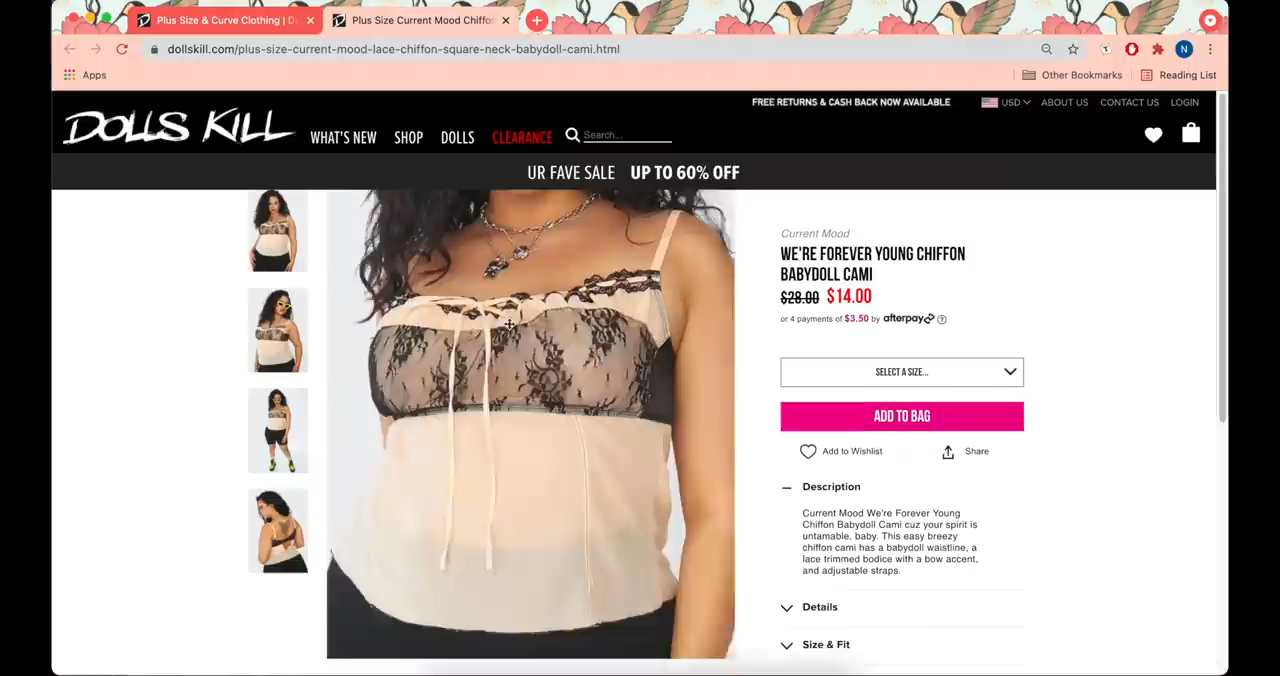 Plus Size & Curve Clothing | D
Plus Size Current Mood Chiffo
dollskill.com/plus-size-current-mood-lace-chiffon-square-neck-babydoll-cami.html
N
Apps
Other Bookmarks
Reading List
FREE RETURNS & CASH BACK NOW AVAILABLE
USD
ABOUT US
CONTACT US
LOGIN
DOLLS KILL
WHAT'S NEW
SHOP
DOLLS
CLEARANCE
Search...
UR FAVE SALE UP TO 60% OFF
Current Mood
WE'RE FOREVER YOUNG CHIFFON
BABYDOLL CAMI
$28.00 $14.00
or 4 payments of $3.50 by afterpay
SELECT A SIZE...
ADD TO BAG
Add to Wishlist
Share
Description
Current Mood We're Forever Young
Chiffon Babydoll Cami cuz your spirit is
untamable, baby. This easy breezy
chiffon cami has a babydoll waistline, a
lace trimmed bodice with a bow accent,
and adjustable straps.
Details
Size & Fit